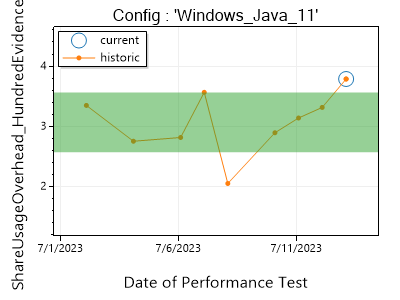 Config : 'Windows_Java_11'
current
historic
ShareUsageOverhead_HundredEvidence
4
3
2
7/1/2023
7/6/2023
7/11/2023
Date of Performance Test